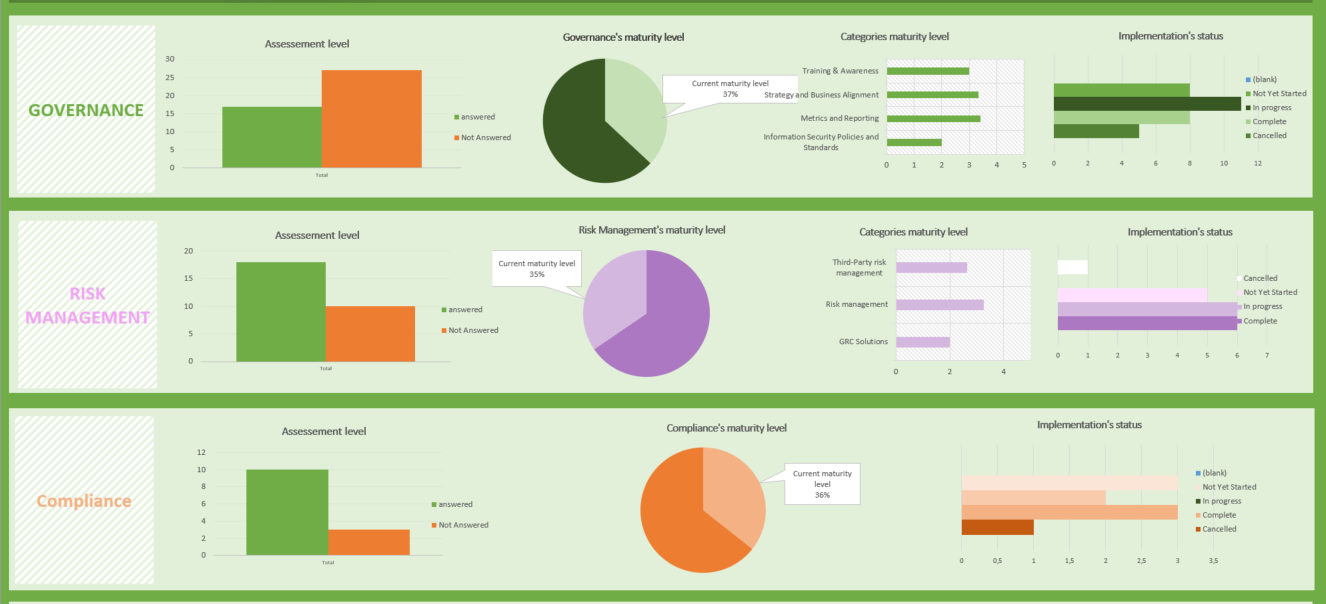 GOVERNANCE
Assessement level
30
25
20
15
10
5
0
Total
answered
Not Answered
Governance's maturity level
Current maturity level
37%
Categories maturity level
Training & Awareness
Strategy and Business Alignment
Metrics and Reporting
Information Security Policies and
Standards
0 1 2 3 4 5
Implementation's status
(blank)
Not Yet Started
In progress
Complete
Cancelled
0 2 4 6 8 10 12
RISK
MANAGEMENT
Assessement level
20
15
10
5
0
Total
answered
Not Answered
Risk Management's maturity level
Current maturity level
35%
Categories maturity level
Third-Party risk
management
Risk management
GRC Solutions
0 2 4
Implementation's status
Cancelled
Not Yet Started
In progress
Complete
0 1 2 3 4 5 6 7
Compliance
Assessement level
12
10
8
6
4
2
0
Total
answered
Not Answered
Compliance's maturity level
Current maturity
level
36%
Implementation's status
(blank)
Not Yet Started
In progress
Complete
Cancelled
0 0,5 1 1,5 2 2,5 3 3,5